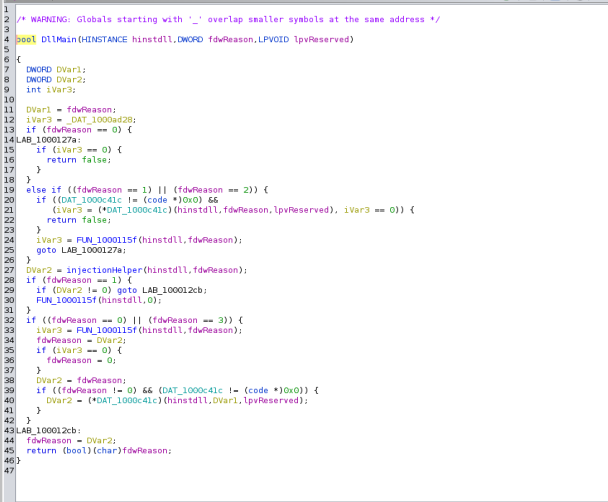 1
2 /* WARNING: Globals starting with '_' overlap smaller symbols at the same address */
3
4 bool DllMain(HINSTANCE hinstdll,DWORD fdwReason,LPVOID lpvReserved)
5
6 {
7   DWORD DVar1;
8   DWORD DVar2;
9   int iVar3;
10
11   DVar1 = fdwReason;
12   iVar3 = _DAT_1000ad28;
13   if (fdwReason == 0) {
14 LAB_1000127a:
15     if (iVar3 == 0) {
16       return false;
17     }
18   }
19   else if ((fdwReason == 1) || (fdwReason == 2)) {
20     if ((DAT_1000c41c != (code *)0x0) &&
21        (iVar3 = (*DAT_1000c41c)(hinstdll,fdwReason,lpvReserved), iVar3 == 0)) {
22       return false;
23     }
24     iVar3 = FUN_1000115f(hinstdll,fdwReason);
25     goto LAB_1000127a;
26   }
27   DVar2 = injectionHelper(hinstdll,fdwReason);
28   if (fdwReason == 1) {
29     if (DVar2 != 0) goto LAB_100012cb;
30     FUN_1000115f(hinstdll,0);
31   }
32   if ((fdwReason == 0) || (fdwReason == 3)) {
33     iVar3 = FUN_1000115f(hinstdll,fdwReason);
34     fdwReason = DVar2;
35     if (iVar3 == 0) {
36       fdwReason = 0;
37     }
38     DVar2 = fdwReason;
39     if ((fdwReason != 0) && (DAT_1000c41c != (code *)0x0)) {
40       DVar2 = (*DAT_1000c41c)(hinstdll,DVar1,lpvReserved);
41     }
42   }
43 LAB_100012cb:
44   fdwReason = DVar2;
45   return (bool)(char)fdwReason;
46 }
47